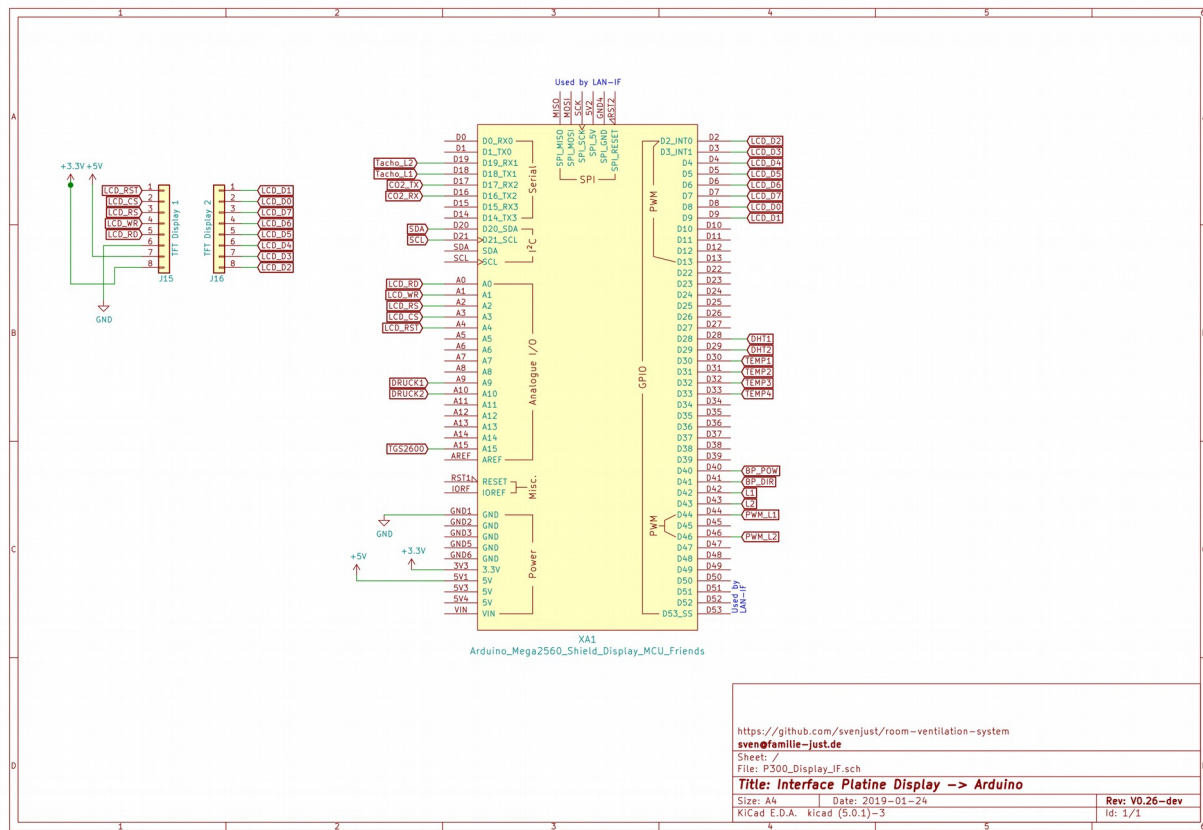 1 2 3 4 5 6
A
B
C
D
Used by LAN-IF
MISO MOSI SCK 5V2 GND4 RST2
SPI_MISO SPI_MOSI SPI_SCK SPI_5V SPI_GND SPI_RESET
SPI
+3.3V +5V
LCD_RST 1
LCD_CS 2
LCD_RS 3
LCD_WR 4
LCD_RD 5
6
7
8
TFT Display 1
J15
GND
1 LCD_D1
2 LCD_D0
3 LCD_D7
4 LCD_D6
5 LCD_D5
6 LCD_D4
7 LCD_D3
8 LCD_D2
TFT Display 2
J16
D0 D0_RX0
D1 D1_TX0
Tacho_L2 D19 D19_RX1
Tacho_L1 D18 D18_TX1
CO2_TX D17 D17_RX2
CO2_RX D16 D16_TX2
D15 D15_RX3
D14 D14_TX3
Serial
SDA D20 D20_SDA
SCL D21 D21_SCL
SDA SDA
SCL SCL
I²C
LCD_RD A0 A0
LCD_WR A1 A1
LCD_RS A2 A2
LCD_CS A3 A3
LCD_RST A4 A4
A5 A5
A6 A6
A7 A7
A8 A8
DRUCK1 A9 A9
DRUCK2 A10 A10
A11 A11
A12 A12
A13 A13
A14 A14
TGS2600 A15 A15
AREF AREF
Analogue I/O
RST1 RESET
IORF IOREF
Misc.
GND
GND1 GND
GND2 GND
GND3 GND
GND5 GND
GND6 GND
+3.3V 3V3 3.3V
+5V 5V1 5V
5V3 5V
5V4 5V
VIN VIN
Power
D2_INT0 D2 LCD_D2
D3_INT1 D3 LCD_D3
D4 D4 LCD_D4
D5 D5 LCD_D5
D6 D6 LCD_D6
D7 D7 LCD_D7
D8 D8 LCD_D0
D9 D9 LCD_D1
D10 D10
D11 D11
D12 D12
D13 D13
PWM
D22 D22
D23 D23
D24 D24
D25 D25
D26 D26
D27 D27
D28 D28 DHT1
D29 D29 DHT2
D30 D30 TEMP1
D31 D31 TEMP2
D32 D32 TEMP3
D33 D33 TEMP4
D34 D34
D35 D35
D36 D36
D37 D37
D38 D38
D39 D39
D40 D40 BP_POW
D41 D41 BP_DIR
D42 D42 L1
D43 D43 L2
D44 D44 PWM_L1
D45 D45
D46 D46 PWM_L2
PWM
D47 D47
D48 D48
D49 D49
D50 D50
D51 D51
D52 D52
D53_SS D53
GPIO
Used by
LAN-IF
XA1
Arduino_Mega2560_Shield_Display_MCU_Friends
https://github.com/svenjust/room-ventilation-system
sven@familie-just.de
Sheet: /
File: P300_Display_IF.sch
Title: Interface Platine Display -> Arduino
Size: A4 Date: 2019-01-24 Rev: V0.26-dev
KiCad E.D.A. kicad (5.0.1)-3 Id: 1/1
A
B
C
D
1 2 3 4 5